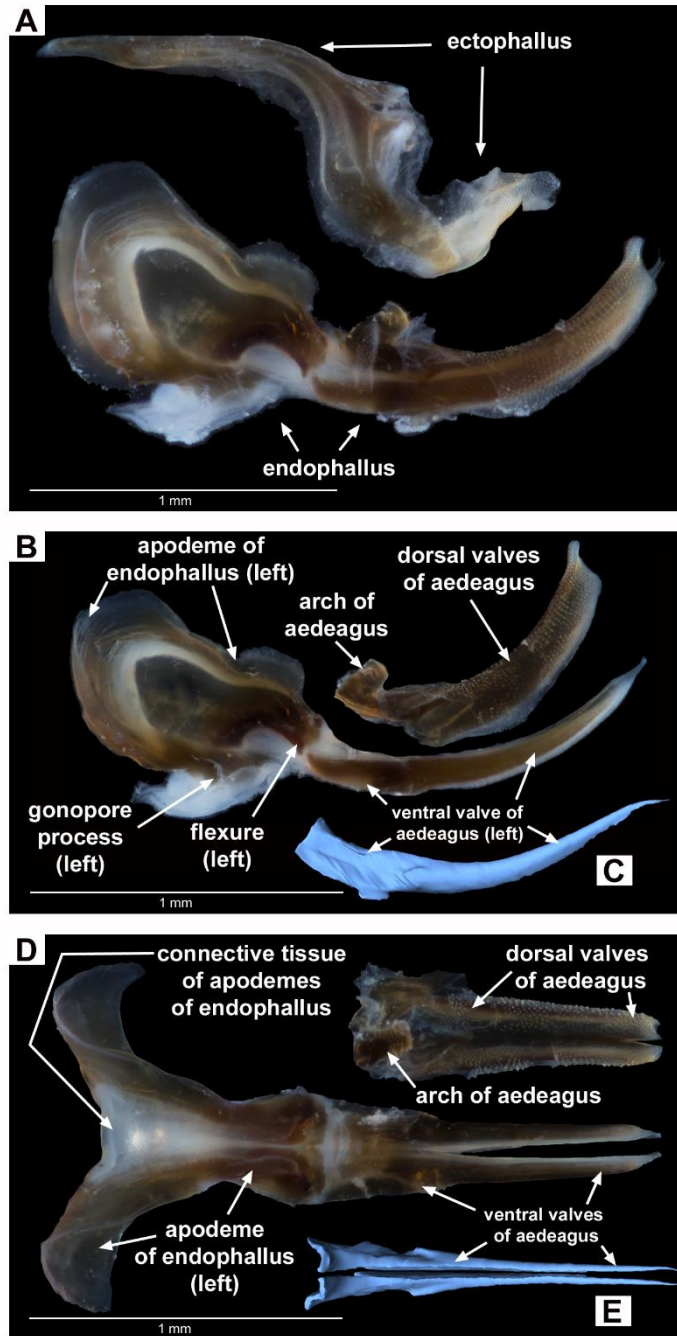 A
ectophallus
endophallus
1 mm
B
apodeme of
endophallus (left)
dorsal valves
of aedeagus
arch of
aedeagus
gonopore
process
(left)
flexure
(left)
ventral valve of
aedeagus (left)
C
1 mm
D
connective tissue
of apodemes
of endophallus
dorsal valves
of aedeagus
arch of aedeagus
apodeme
of endophallus
(left)
ventral valves
of aedeagus
E
1 mm